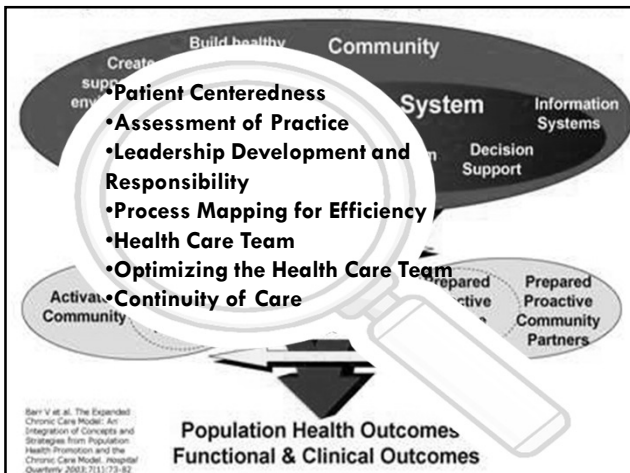 Build healthy
Community
Create
•Patient Centeredness
System
Information
Systems
•Assessment of Practice
•Leadership Development and
Responsibility
Decision
Support
•Process Mapping for Efficiency
•Health Care Team
•Optimizing the Health Care Team
•Continuity of Care
Community
Prepared
Prepared
Proactive
Community
Partners
Barr V et al. The Expanded
Chronic Care Model: An
Integration of Concepts and
Strategies from Population
Health Promotion and the
Chronic Care Model. Hospital
Quarterly 2003;7(1):73-82
Population Health Outcomes
Functional & Clinical Outcomes